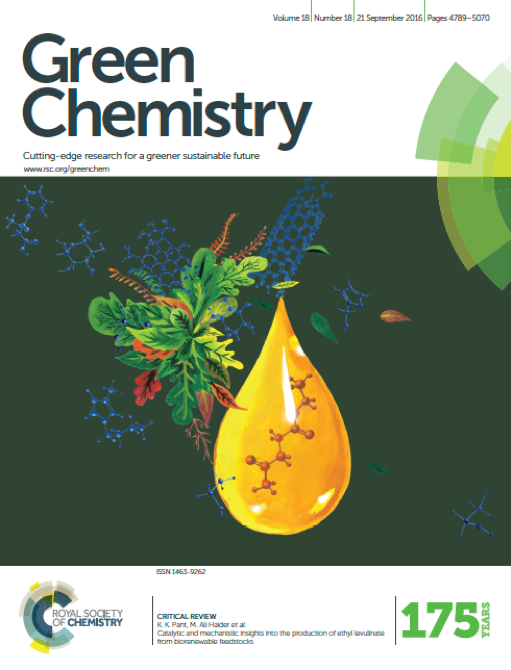 Volume 18 | Number 18 | 21 September 2016 | Pages 4789–5070
Green
Chemistry
Cutting-edge research for a greener sustainable future
www.rsc.org/greenchem
ISSN 1463-9262
ROYAL SOCIETY
OF CHEMISTRY
CRITICAL REVIEW
K. K. Pant, M. Ali Haider et al.
Catalytic and mechanistic insights into the production of ethyl levulinate
from biorenewable feedstocks
175 YEARS